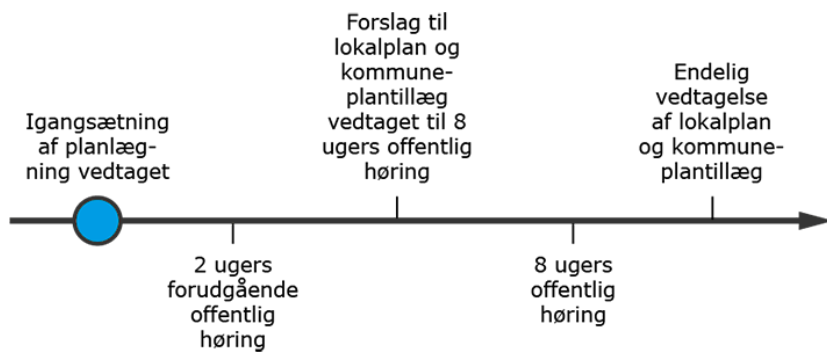 Igangsætning
af planlæg-
ning vedtaget
2 ugers
forudgående
offentlig
høring
Forslag til
lokalplan og
kommune-
plantillæg
vedtaget til 8
ugers offentlig
høring
8 ugers
offentlig
høring
Endelig
vedtagelse
af lokalplan
og kommune-
plantillæg